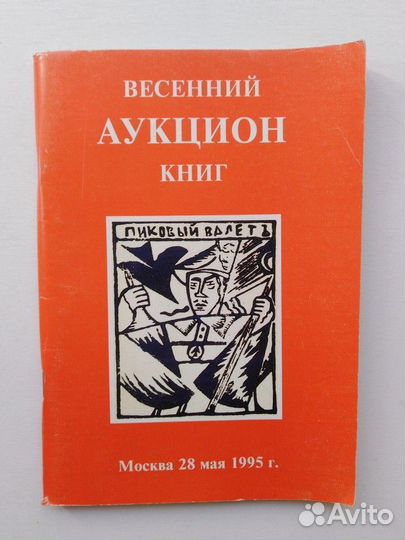 ВЕСЕННИЙ
АУКЦИОН
КНИГ
ПИКОВЫЙ ВАЛЕТЪ
Москва 28 мая 1995 г.
Avito